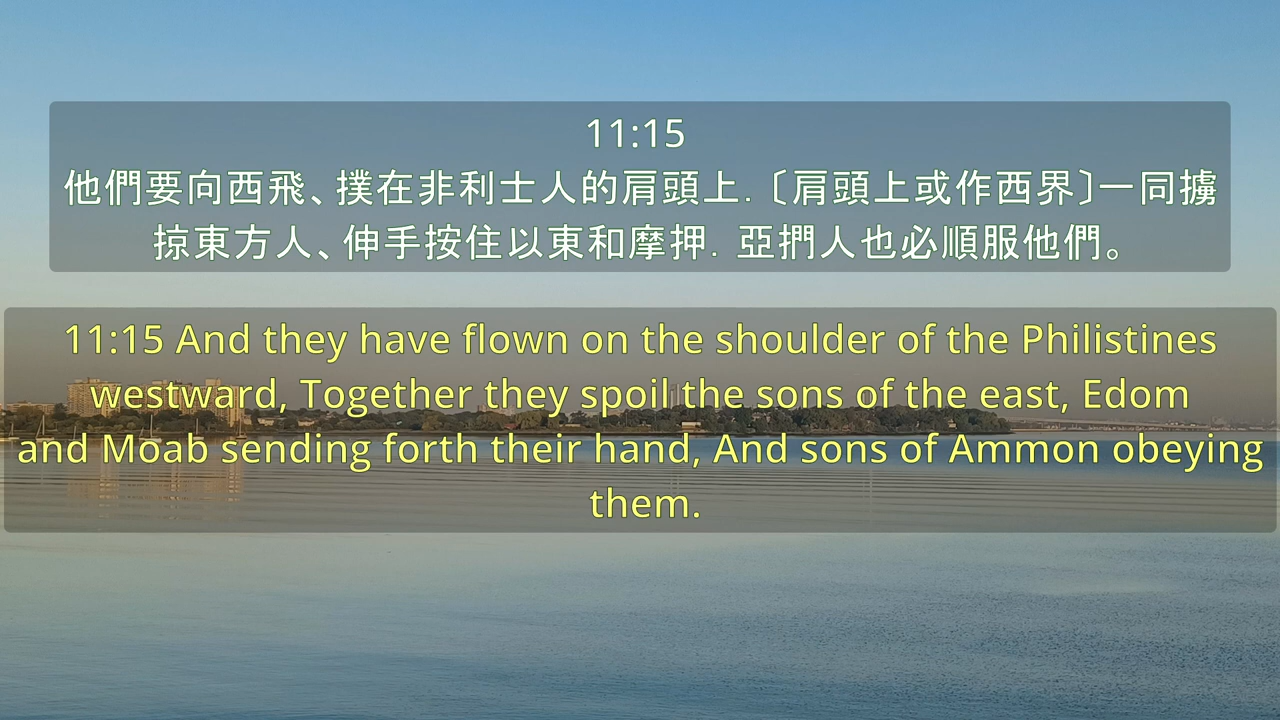 11:15
他們要向西飛、撲在非利士人的肩頭上．〔肩頭上或作西界〕一同擄
掠東方人、伸手按住以東和摩押．亞捫人也必順服他們。
11:15 And they have flown on the shoulder of the Philistines
westward, Together they spoil the sons of the east, Edom
and Moab sending forth their hand, And sons of Ammon obeying
them.